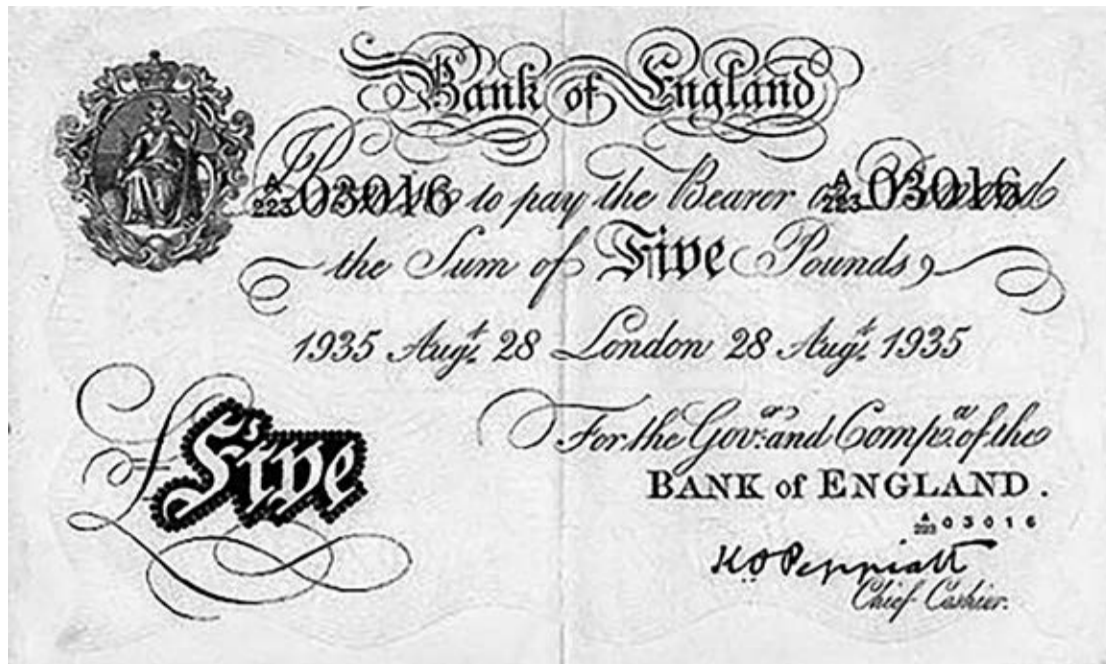 Bank of England
A/223 03016 to pay the Bearer on Demand A/223 03016
the Sum of Five Pounds
1935 Augt. 28 London 28 Augt. 1935
Five
For the Govr. and Compa. of the
BANK of ENGLAND.
A/223 03016
K O Peppiatt
Chief Cashier.